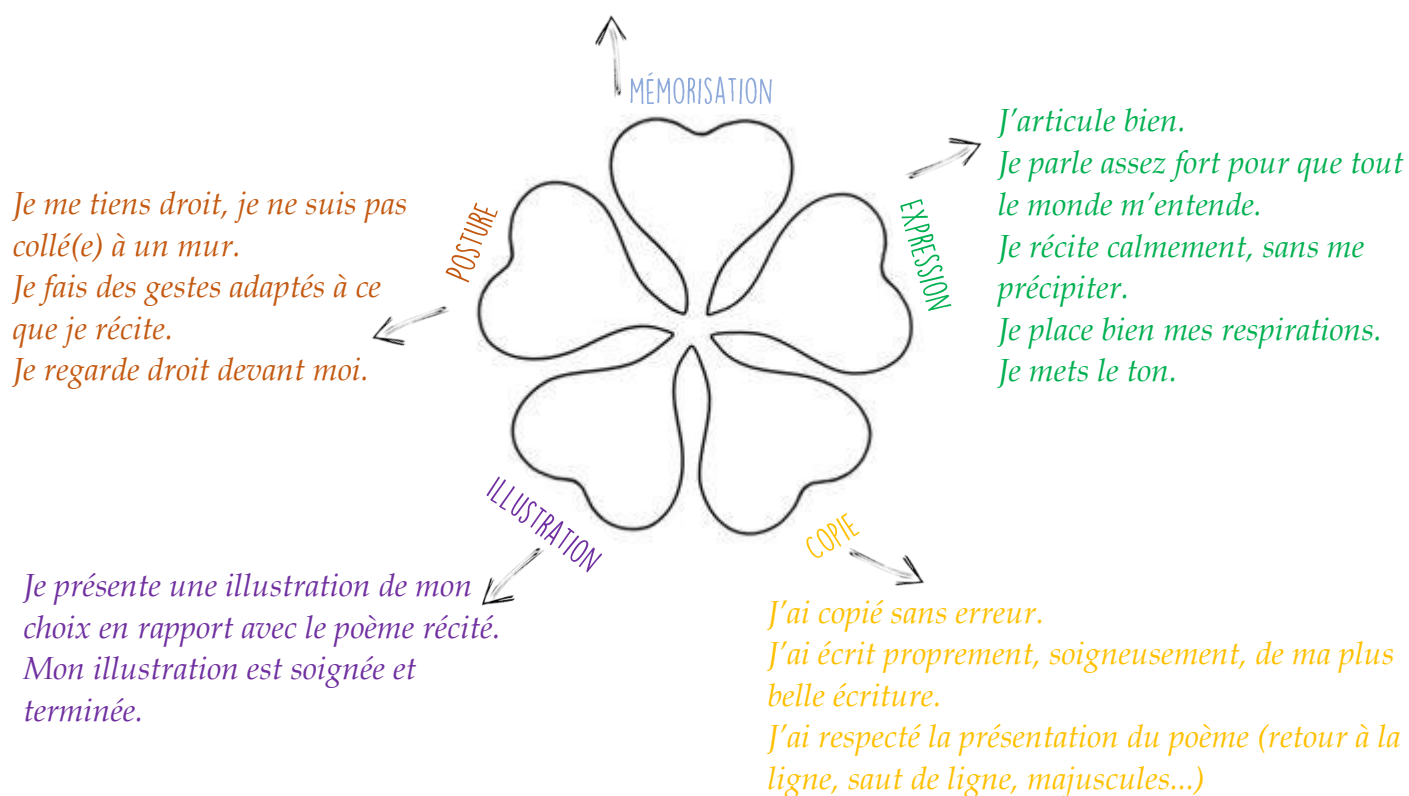 MÉMORISATION
EXPRESSION
J'articule bien.
Je parle assez fort pour que tout
le monde m'entende.
Je récite calmement, sans me
précipiter.
Je place bien mes respirations.
Je mets le ton.
POSTURE
Je me tiens droit, je ne suis pas
collé(e) à un mur.
Je fais des gestes adaptés à ce
que je récite.
Je regarde droit devant moi.
ILLUSTRATION
Je présente une illustration de mon
choix en rapport avec le poème récité.
Mon illustration est soignée et
terminée.
COPIE
J'ai copié sans erreur.
J'ai écrit proprement, soigneusement, de ma plus
belle écriture.
J'ai respecté la présentation du poème (retour à la
ligne, saut de ligne, majuscules...)